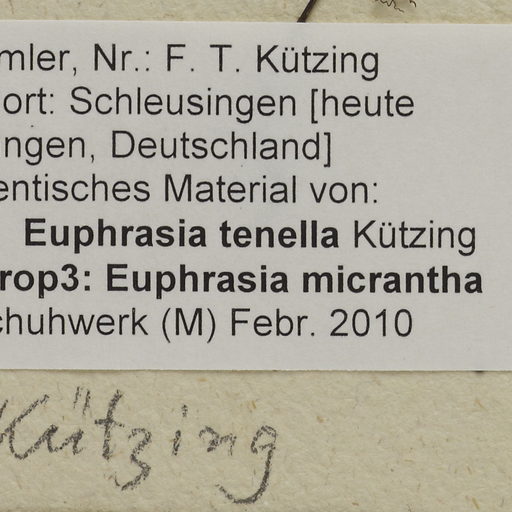 mler, Nr.: F. T. Kützing
ort: Schleusingen [heute
ngen, Deutschland]
entisches Material von:
Euphrasia tenella Kützing
rop3: Euphrasia micrantha
chuhwerk (M) Febr. 2010
Kützing